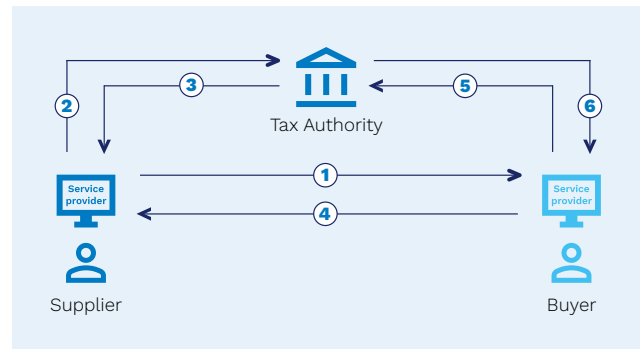 3
5
2
6
Tax Authority
1
Service
provider
Service
provider
4
Supplier
Buyer